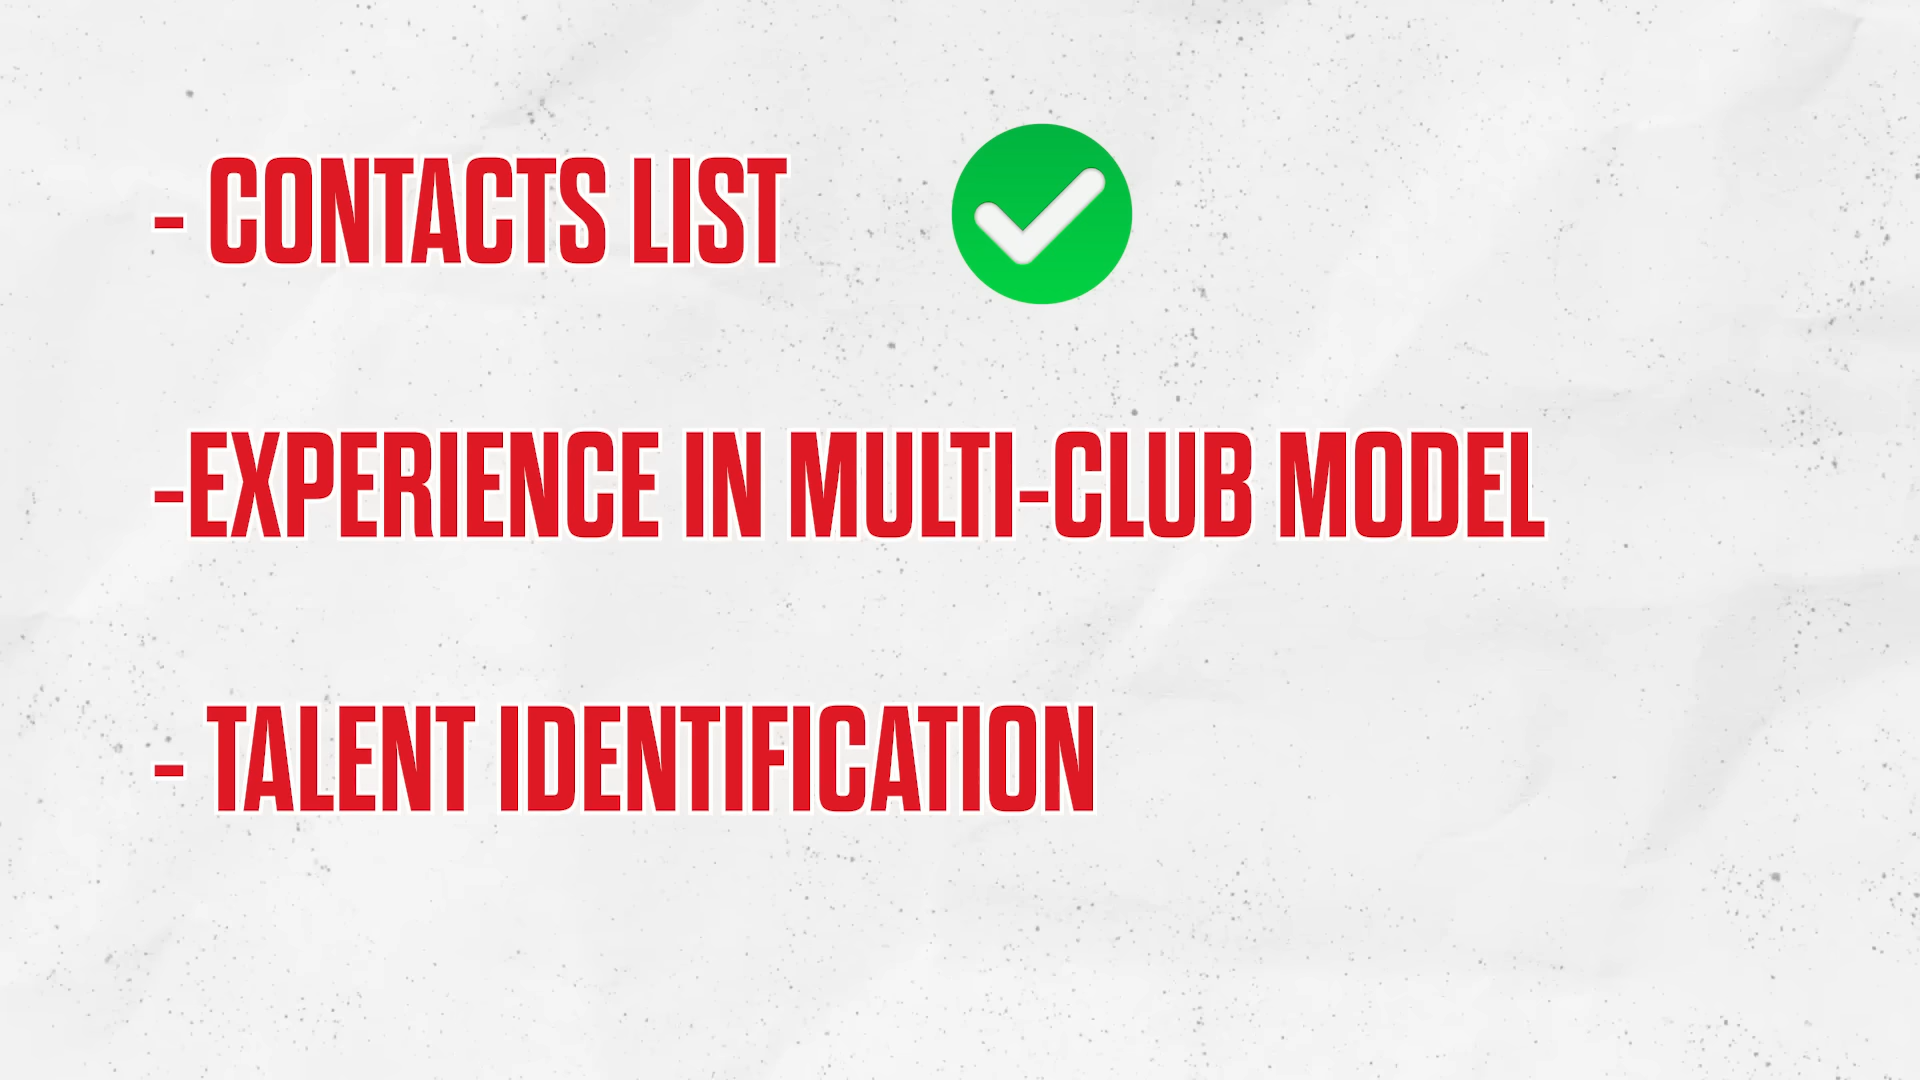 - CONTACTS LIST
-EXPERIENCE IN MULTI-CLUB MODEL
- TALENT IDENTIFICATION